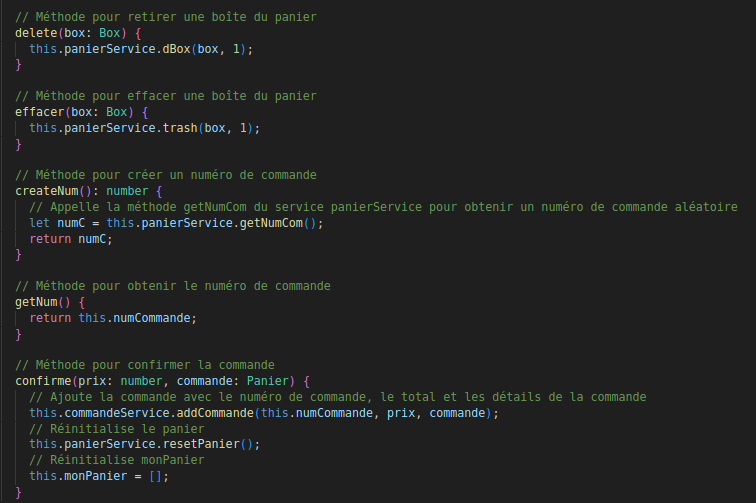 // Méthode pour retirer une boîte du panier
delete(box: Box) {
this.panierService.dBox(box, 1);
}
// Méthode pour effacer une boîte du panier
effacer(box: Box) {
this.panierService.trash(box, 1);
}
// Méthode pour créer un numéro de commande
createNum(): number {
// Appelle la méthode getNumCom du service panierService pour obtenir un numéro de commande aléatoire
let numC = this.panierService.getNumCom();
return numC;
}
// Méthode pour obtenir le numéro de commande
getNum() {
return this.numCommande;
}
// Méthode pour confirmer la commande
confirme(prix: number, commande: Panier) {
// Ajoute la commande avec le numéro de commande, le total et les détails de la commande
this.commandeService.addCommande(this.numCommande, prix, commande);
// Réinitialise le panier
this.panierService.resetPanier();
// Réinitialise monPanier
this.monPanier = [];
}